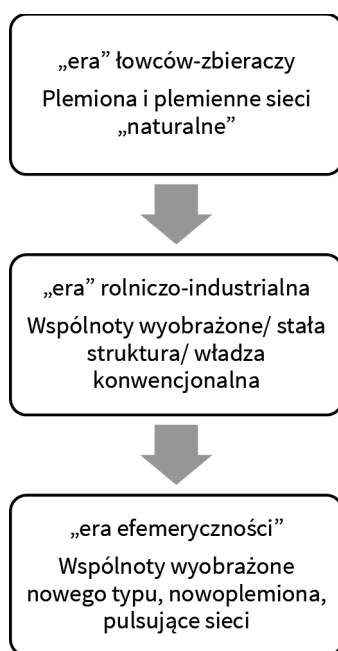 „era” łowców-zbieraczy
Plemiona i plemienne sieci
„naturalne”
„era” rolniczo-industrialna
Wspólnoty wyobrażone/ stała
struktura/ władza
konwencjonalna
„era efemeryczności”
Wspólnoty wyobrażone
nowego typu, nowoplemiona,
pulsujące sieci